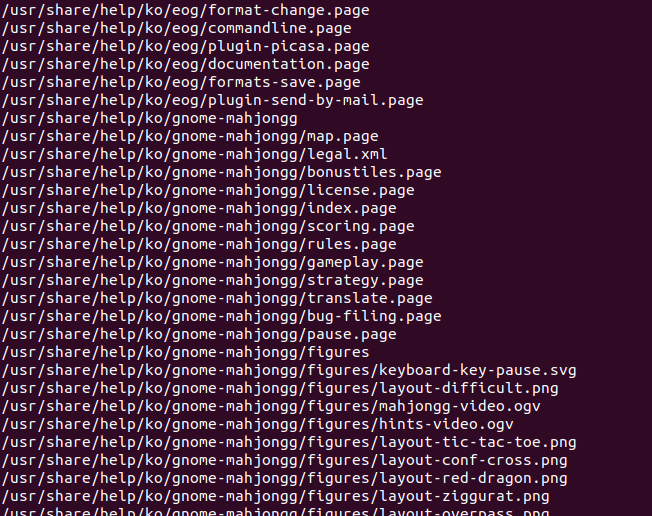 /usr/share/help/ko/eog/format-change.page
/usr/share/help/ko/eog/commandline.page
/usr/share/help/ko/eog/plugin-picasa.page
/usr/share/help/ko/eog/documentation.page
/usr/share/help/ko/eog/formats-save.page
/usr/share/help/ko/eog/plugin-send-by-mail.page
/usr/share/help/ko/gnome-mahjongg
/usr/share/help/ko/gnome-mahjongg/map.page
/usr/share/help/ko/gnome-mahjongg/legal.xml
/usr/share/help/ko/gnome-mahjongg/bonustiles.page
/usr/share/help/ko/gnome-mahjongg/license.page
/usr/share/help/ko/gnome-mahjongg/index.page
/usr/share/help/ko/gnome-mahjongg/scoring.page
/usr/share/help/ko/gnome-mahjongg/rules.page
/usr/share/help/ko/gnome-mahjongg/gameplay.page
/usr/share/help/ko/gnome-mahjongg/strategy.page
/usr/share/help/ko/gnome-mahjongg/translate.page
/usr/share/help/ko/gnome-mahjongg/bug-filing.page
/usr/share/help/ko/gnome-mahjongg/pause.page
/usr/share/help/ko/gnome-mahjongg/figures
/usr/share/help/ko/gnome-mahjongg/figures/keyboard-key-pause.svg
/usr/share/help/ko/gnome-mahjongg/figures/layout-difficult.png
/usr/share/help/ko/gnome-mahjongg/figures/mahjongg-video.ogv
/usr/share/help/ko/gnome-mahjongg/figures/hints-video.ogv
/usr/share/help/ko/gnome-mahjongg/figures/layout-tic-tac-toe.png
/usr/share/help/ko/gnome-mahjongg/figures/layout-conf-cross.png
/usr/share/help/ko/gnome-mahjongg/figures/layout-red-dragon.png
/usr/share/help/ko/gnome-mahjongg/figures/layout-ziggurat.png
/usr/share/help/ko/gnome-mahjongg/figures/layout-overpass.png